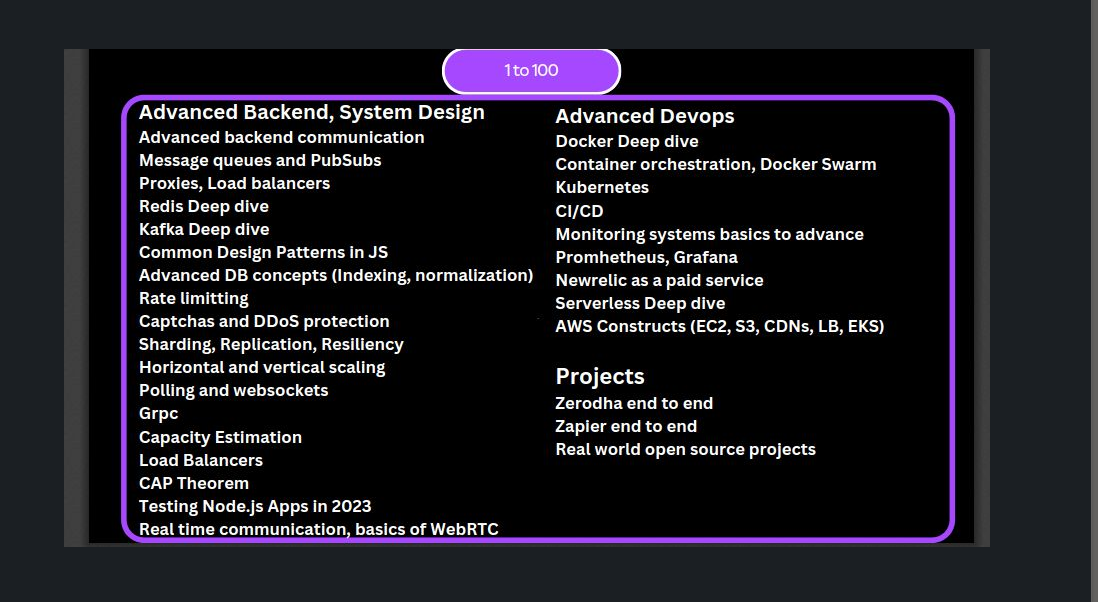 1 to 100
Advanced Backend, System Design
Advanced backend communication
Message queues and PubSubs
Proxies, Load balancers
Redis Deep dive
Kafka Deep dive
Common Design Patterns in JS
Advanced DB concepts (Indexing, normalization)
Rate limitting
Captchas and DDoS protection
Sharding, Replication, Resiliency
Horizontal and vertical scaling
Polling and websockets
Grpc
Capacity Estimation
Load Balancers
CAP Theorem
Testing Node.js Apps in 2023
Real time communication, basics of WebRTC
Advanced Devops
Docker Deep dive
Container orchestration, Docker Swarm
Kubernetes
CI/CD
Monitoring systems basics to advance
Promhetheus, Grafana
Newrelic as a paid service
Serverless Deep dive
AWS Constructs (EC2, S3, CDNs, LB, EKS)
Projects
Zerodha end to end
Zapier end to end
Real world open source projects